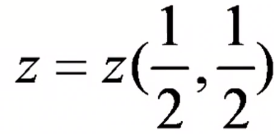 z = z(1/2, 1/2)